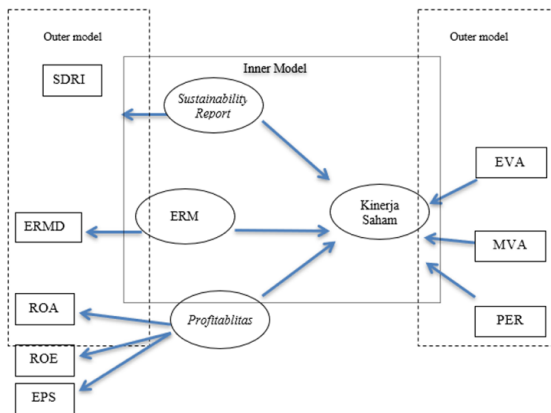 Outer model
Outer model
Inner Model
SDRI
Sustainability
Report
EVA
Kinerja
Saham
ERM
ERMD
MVA
ROA
Profitablitas
PER
ROE
EPS